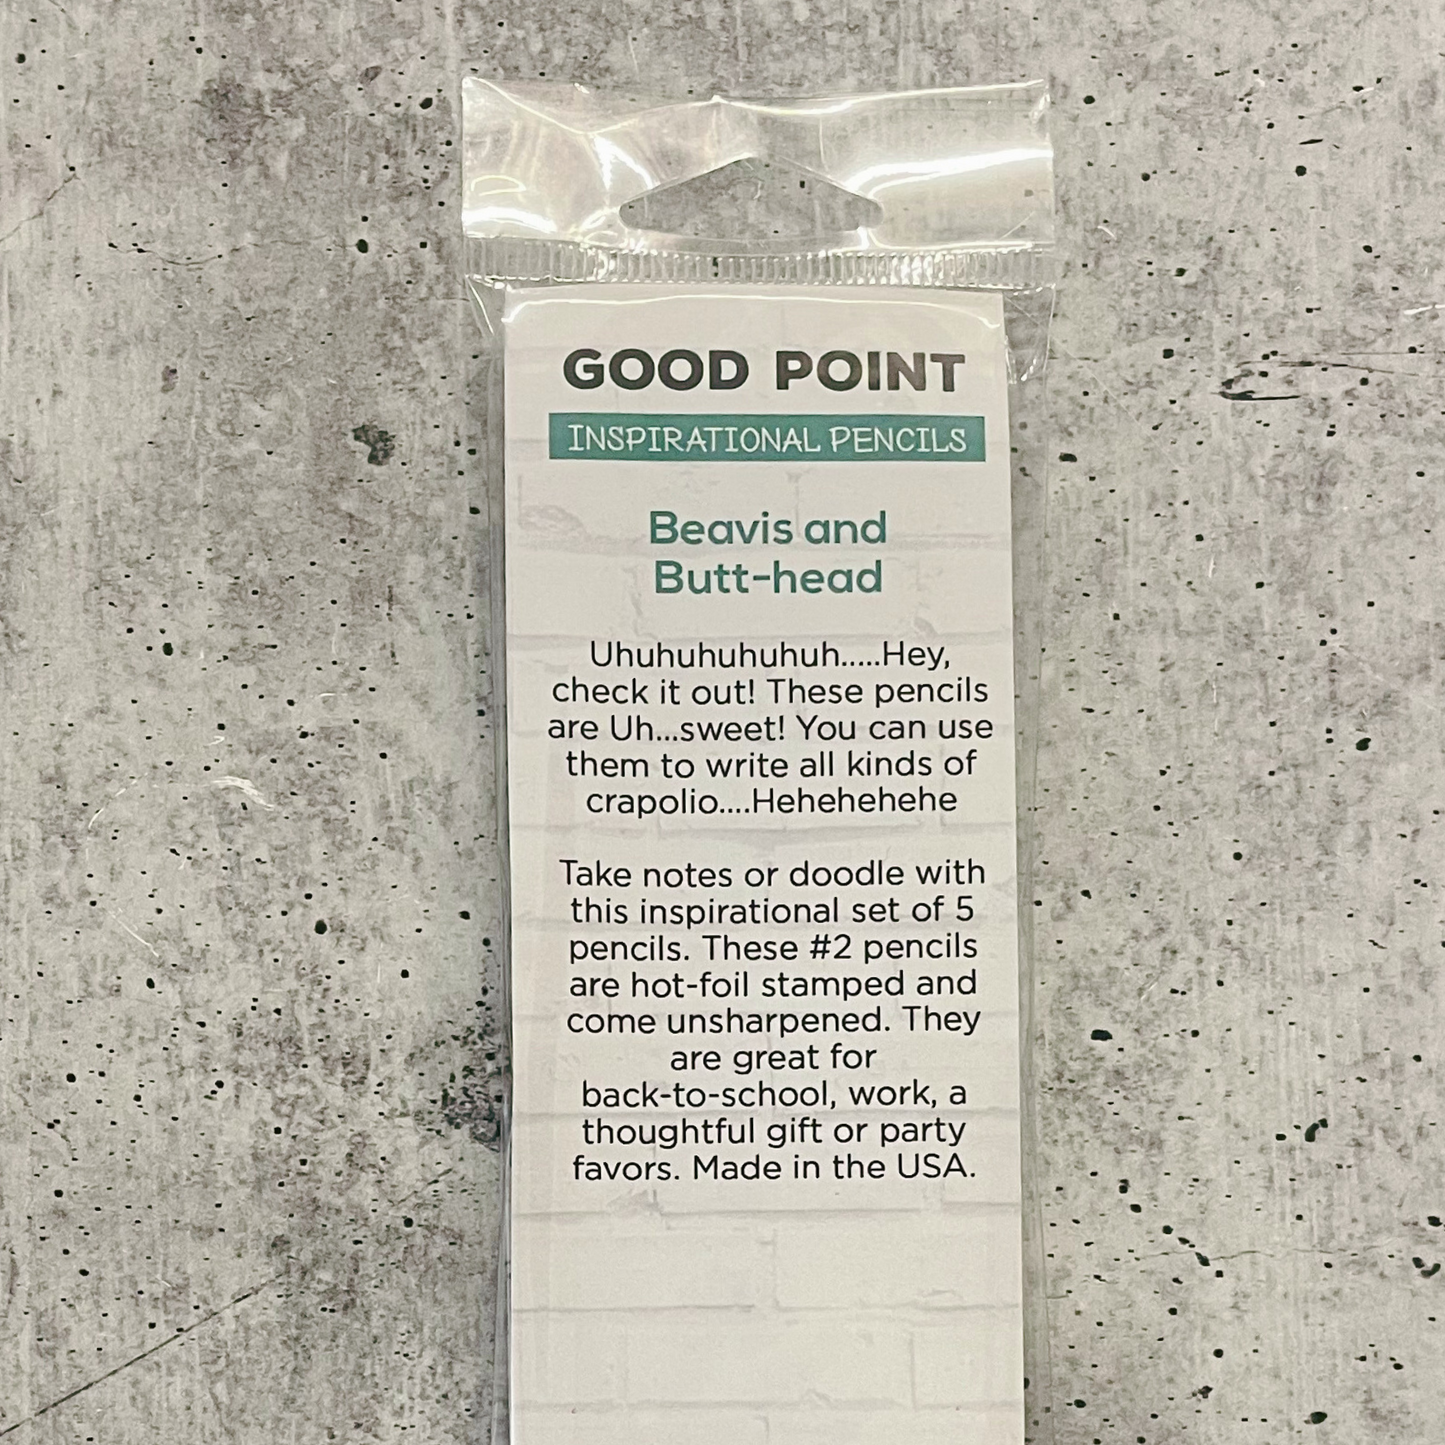 GOOD POINT
INSPIRATIONAL PENCILS
Beavis and
Butt-head
Uhuhuhuhuhuh.....Hey,
check it out! These pencils
are Uh...sweet! You can use
them to write all kinds of
crapolio....Hehehehehe
Take notes or doodle with
this inspirational set of 5
pencils. These #2 pencils
are hot-foil stamped and
come unsharpened. They
are great for
back-to-school, work, a
thoughtful gift or party
favors. Made in the USA.